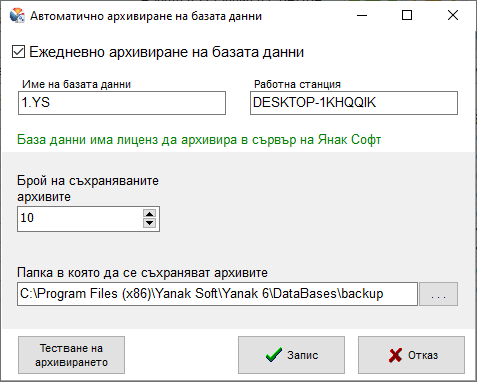 Автоматично архивиране на базата данни
Ежедневно архивиране на базата данни
Име на базата данни
Работна станция
1.YS
DESKTOP-1KHQQIK
База данни има лиценз да архивира в сървър на Янак Софт
Брой на съхраняваните
архивите
10
Папка в която да се съхраняват архивите
C:\Program Files (x86)\Yanak Soft\Yanak 6\DataBases\backup
...
Тестване на
архивирането
Запис
Отказ